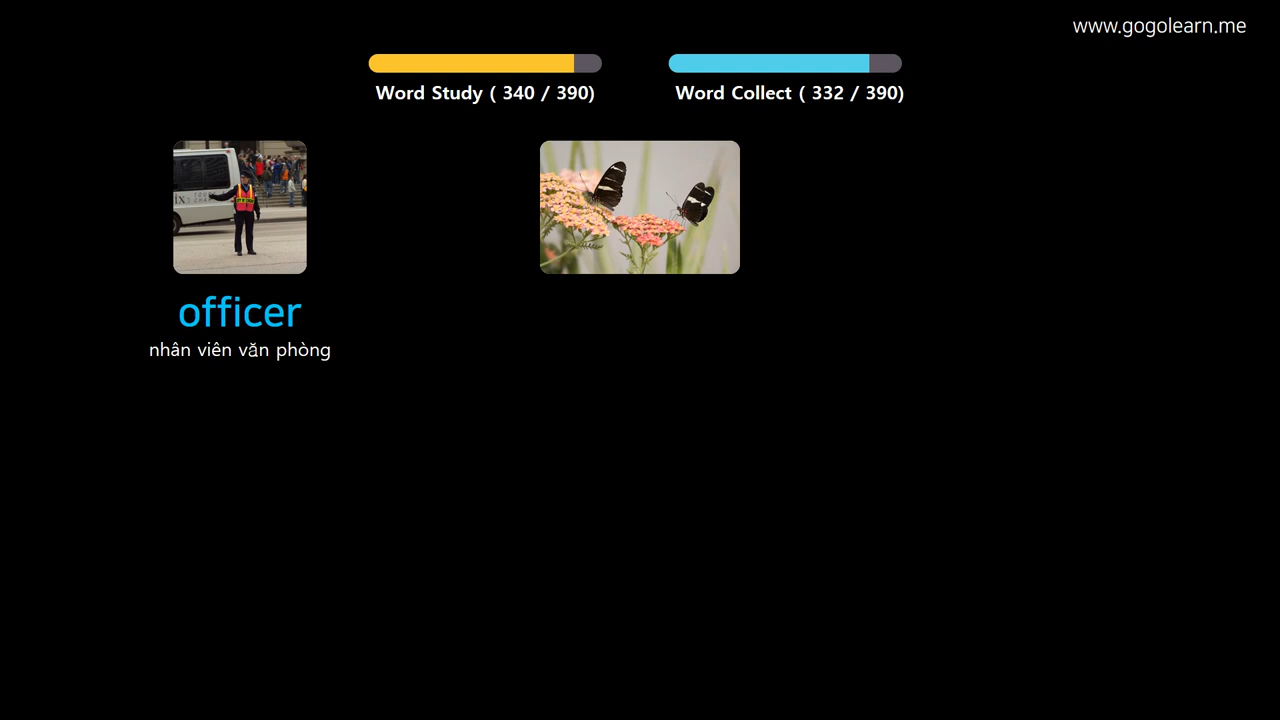 www.gogolearn.me
Word Study ( 340 / 390)
Word Collect ( 332 / 390)
officer
nhân viên văn phòng